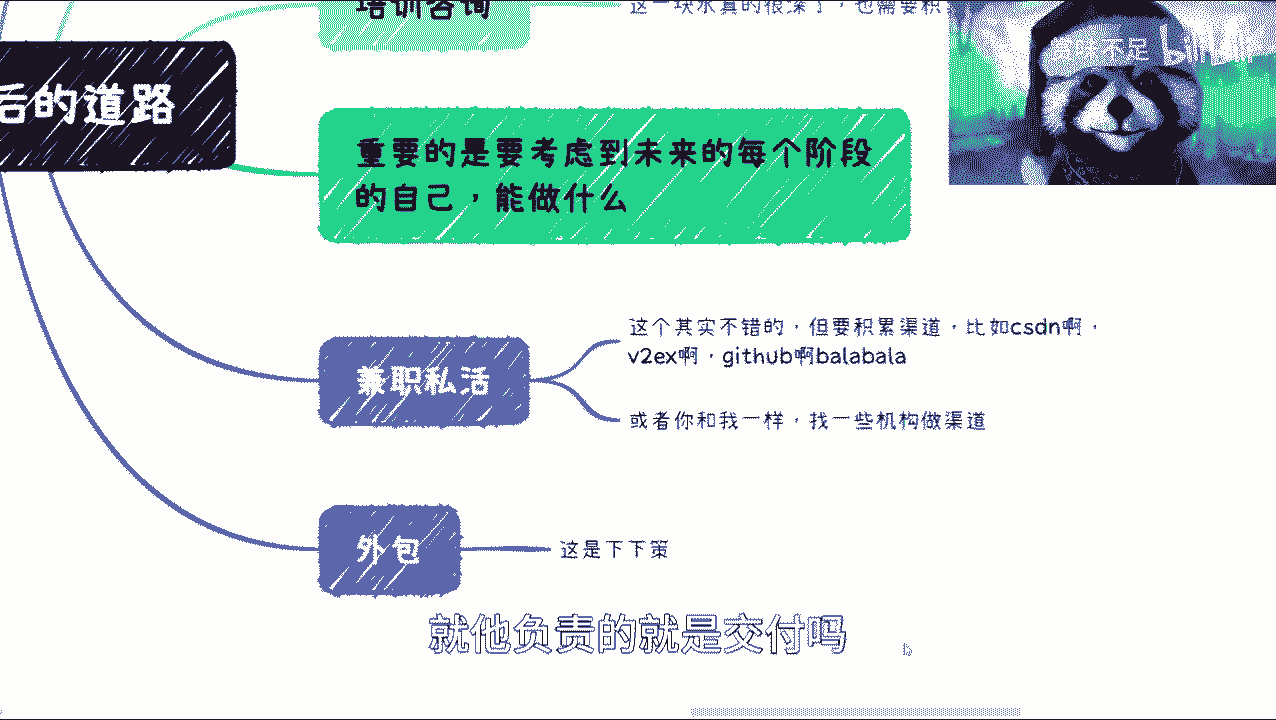 培训咨询
这一块水真的很深了，也需要积
不足
后的道路
重要的是要考虑到未来的每个阶段
的自己，能做什么
这个其实不错的，但要积累渠道，比如csdn啊，
v2ex啊，github啊balabala
兼职私活
或者你和我一样，找一些机构做渠道
外包
这是下下策
就他负责的就是交付吗